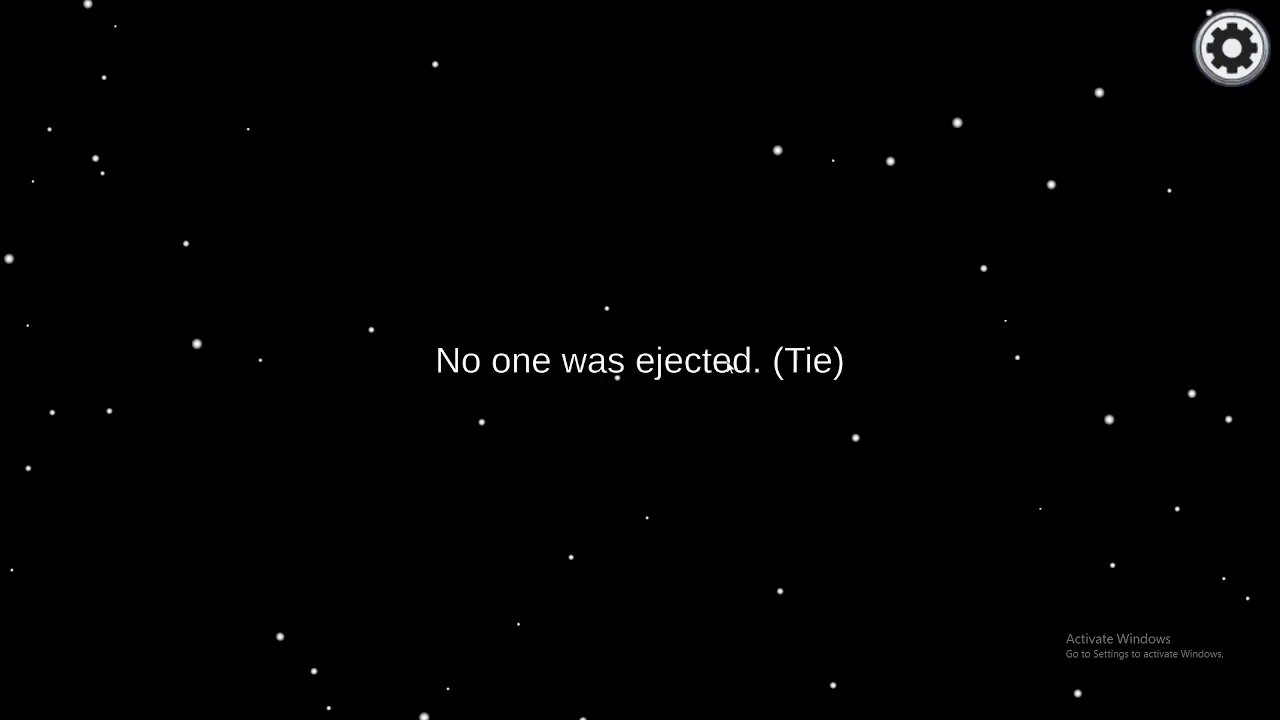 No one was ejected. (Tie)
Activate Windows
Go to Settings to activate Windows.